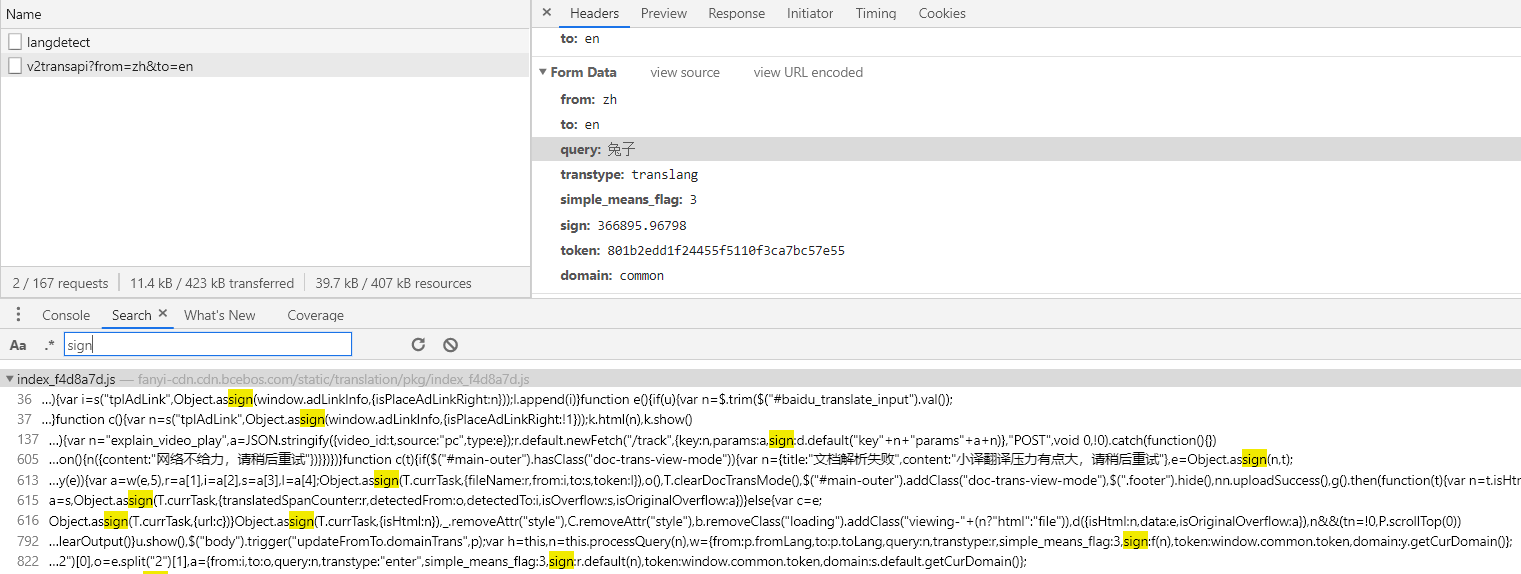 Name
langdetect
v2transapi?from=zh&to=en
2 / 167 requests 11.4 kB / 423 kB transferred 39.7 kB / 407 kB resources
× Headers Preview Response Initiator Timing Cookies
to: en
▼ Form Data view source view URL encoded
from: zh
to: en
query: 兔子
transtype: translang
simple_means_flag: 3
sign: 366895.96798
token: 801b2edd1f24455f5110f3ca7bc57e55
domain: common
Console Search × What's New Coverage
Aa .* sign
▼ index_f4d8a7d.js — fanyi-cdn.cdn.bcebos.com/static/translation/pkg/index_f4d8a7d.js
36 …){var i=s("tplAdLink",Object.assign(window.adLinkInfo,{isPlaceAdLinkRight:n}));l.append(i)}function e(){if(u){var n=$.trim($("#baidu_translate_input").val());
37 …}function c(){var n=s("tplAdLink",Object.assign(window.adLinkInfo,{isPlaceAdLinkRight:!1}));k.html(n),k.show()
137 …){var n="explain_video_play",a=JSON.stringify({video_id:t,source:"pc",type:e});r.default.newFetch("/track",{key:n,params:a,sign:d.default("key"+n+"params"+a+n)},"POST",void 0,!0).catch(function(){})
605 …on(){n({content:"网络不给力，请稍后重试"})})})}function c(t){if($("#main-outer").hasClass("doc-trans-view-mode")){var n={title:"文档解析失败",content:"小译翻译压力有点大，请稍后重试"},e=Object.assign(n,t);
613 …y(e)){var a=w(e,5),r=a[1],i=a[2],s=a[3],l=a[4];Object.assign(T.currTask,{fileName:r,from:i,to:s,token:l}),o(),T.clearDocTransMode(),$("#main-outer").addClass("doc-trans-view-mode"),$(".footer").hide(),nn.uploadSuccess(),g().then(function(t){var n=t.isHt
615 a=s,Object.assign(T.currTask,{translatedSpanCounter:r,detectedFrom:o,detectedTo:i,isOverflow:s,isOriginalOverflow:a})}else{var c=e;
616 Object.assign(T.currTask,{url:c})}Object.assign(T.currTask,{isHtml:n}),_.removeAttr("style"),C.removeAttr("style"),b.removeClass("loading").addClass("viewing-"+(n?"html":"file")),d({isHtml:n,data:e,isOriginalOverflow:a}),n&&(tn=!0,P.scrollTop(0))
792 …learOutput()}u.show(),$("body").trigger("updateFromTo.domainTrans",p);var h=this,n=this.processQuery(n),w={from:p.fromLang,to:p.toLang,query:n,transtype:r,simple_means_flag:3,sign:f(n),token:window.common.token,domain:y.getCurDomain()};
822 …2")[0],o=e.split("2")[1],a={from:i,to:o,query:n,transtype:"enter",simple_means_flag:3,sign:r.default(n),token:window.common.token,domain:s.default.getCurDomain()};